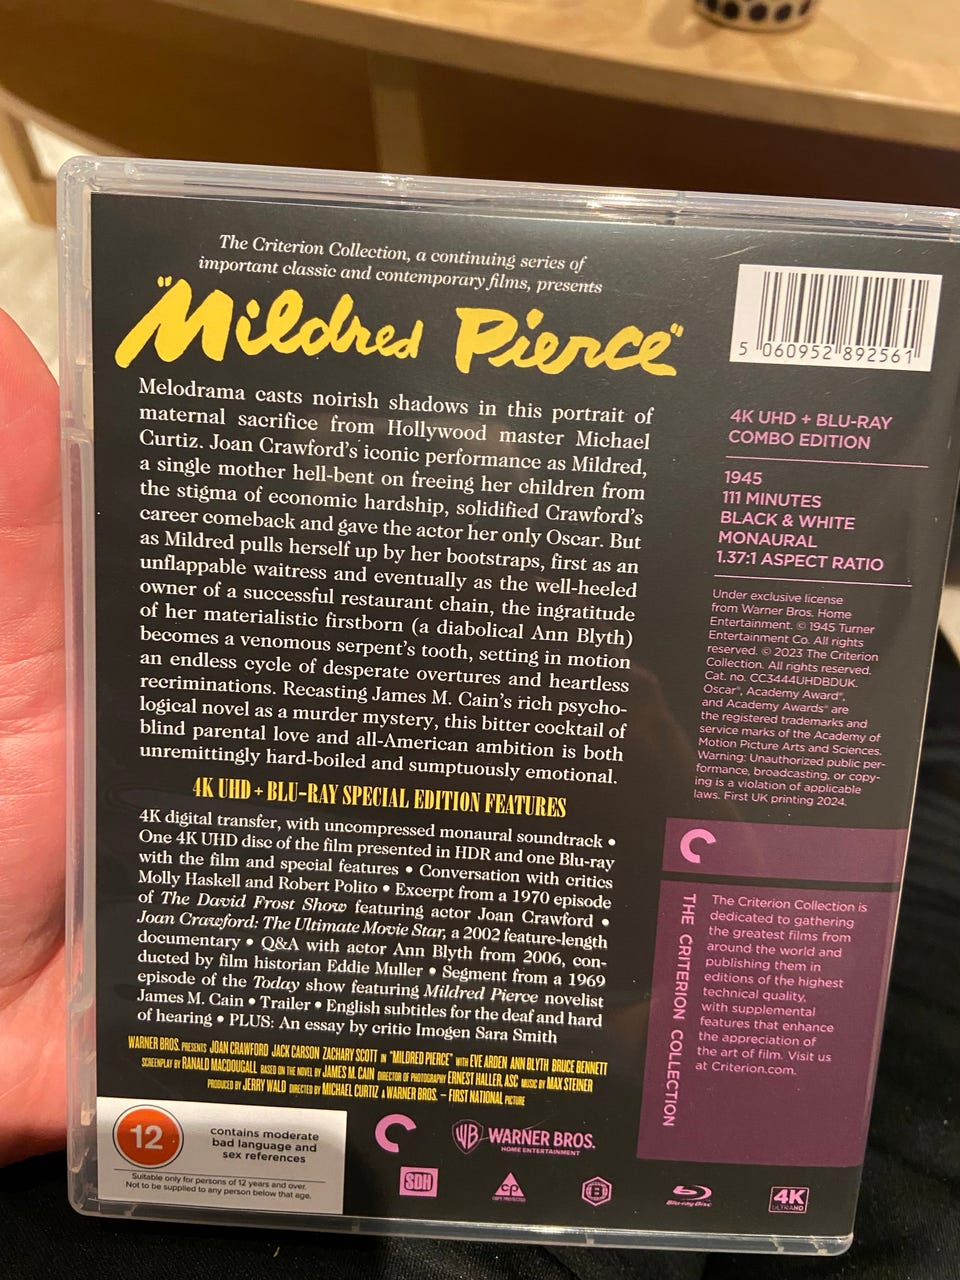 The Criterion Collection, a continuing series of
important classic and contemporary films, presents
"Mildred Pierce"
Melodrama casts noirish shadows in this portrait of
maternal sacrifice from Hollywood master Michael
Curtiz. Joan Crawford's iconic performance as Mildred,
a single mother hell-bent on freeing her children from
the stigma of economic hardship, solidified Crawford's
career comeback and gave the actor her only Oscar. But
as Mildred pulls herself up by her bootstraps, first as an
unflappable waitress and eventually as the well-heeled
owner of a successful restaurant chain, the ingratitude
of her materialistic firstborn (a diabolical Ann Blyth)
becomes a venomous serpent's tooth, setting in motion
an endless cycle of desperate overtures and heartless
recriminations. Recasting James M. Cain's rich psycho-
logical novel as a murder mystery, this bitter cocktail of
blind parental love and all-American ambition is both
unremittingly hard-boiled and sumptuously emotional.
4K UHD + BLU-RAY SPECIAL EDITION FEATURES
4K digital transfer, with uncompressed monaural soundtrack •
One 4K UHD disc of the film presented in HDR and one Blu-ray
with the film and special features • Conversation with critics
Molly Haskell and Robert Polito • Excerpt from a 1970 episode
of The David Frost Show featuring actor Joan Crawford •
Joan Crawford: The Ultimate Movie Star, a 2002 feature-length
documentary • Q&A with actor Ann Blyth from 2006, con-
ducted by film historian Eddie Muller • Segment from a 1969
episode of the Today show featuring Mildred Pierce novelist
James M. Cain • Trailer • English subtitles for the deaf and hard
of hearing • PLUS: An essay by critic Imogen Sara Smith
WARNER BROS. PRESENTS JOAN CRAWFORD JACK CARSON ZACHARY SCOTT IN "MILDRED PIERCE" WITH EVE ARDEN ANN BLYTH BRUCE BENNETT
SCREENPLAY BY RANALD MACDOUGALL BASED ON THE NOVEL BY JAMES M. CAIN DIRECTOR OF PHOTOGRAPHY ERNEST HALLER, ASC MUSIC BY MAX STEINER
PRODUCED BY JERRY WALD DIRECTED BY MICHAEL CURTIZ A WARNER BROS. – FIRST NATIONAL PICTURE
12
contains moderate
bad language and
sex references
Suitable only for persons of 12 years and over.
Not to be supplied to any person below that age.
WB WARNER BROS.
HOME ENTERTAINMENT
SDH
CP
COPY PROTECTED
B
Blu-ray Disc
4K
ULTRA HD
5 060952 892561
4K UHD + BLU-RAY
COMBO EDITION
1945
111 MINUTES
BLACK & WHITE
MONAURAL
1.37:1 ASPECT RATIO
Under exclusive license
from Warner Bros. Home
Entertainment. © 1945 Turner
Entertainment Co. All rights
reserved. © 2023 The Criterion
Collection. All rights reserved.
Cat. no. CC3444UHDBDUK.
Oscar®, Academy Award®,
and Academy Awards® are
the registered trademarks and
service marks of the Academy of
Motion Picture Arts and Sciences.
Warning: Unauthorized public per-
formance, broadcasting, or copy-
ing is a violation of applicable
laws. First UK printing 2024.
THE CRITERION COLLECTION
The Criterion Collection is
dedicated to gathering
the greatest films from
around the world and
publishing them in
editions of the highest
technical quality,
with supplemental
features that enhance
the appreciation of
the art of film. Visit us
at Criterion.com.